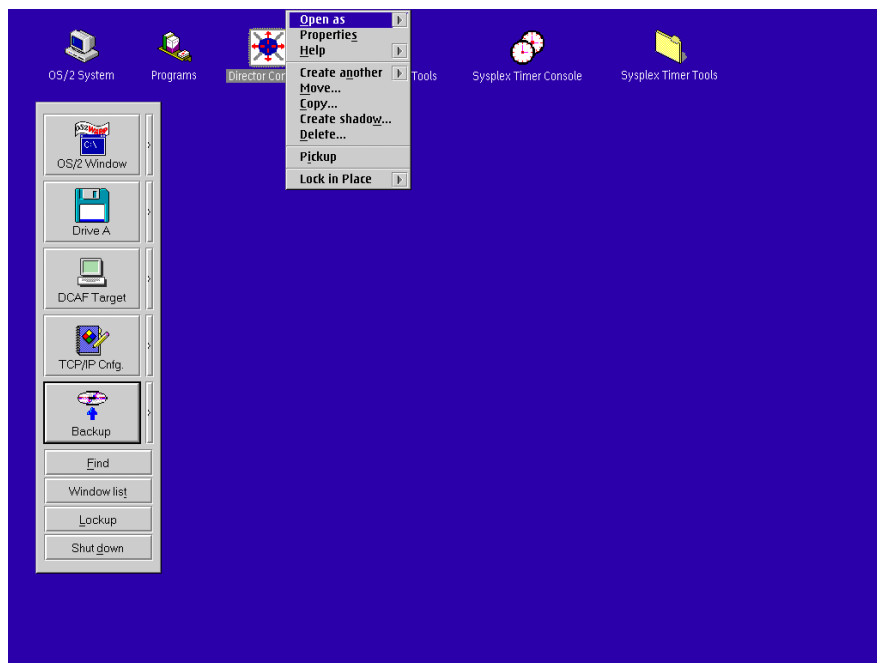 Open as
Properties
Help
Create another
Move...
Copy...
Create shadow...
Delete...
Pickup
Lock in Place
OS/2 System
Programs
Director Con
Tools
Sysplex Timer Console
Sysplex Timer Tools
OS/2 Window
Drive A
DCAF Target
TCP/IP Cnfg.
Backup
Find
Window list
Lockup
Shut down